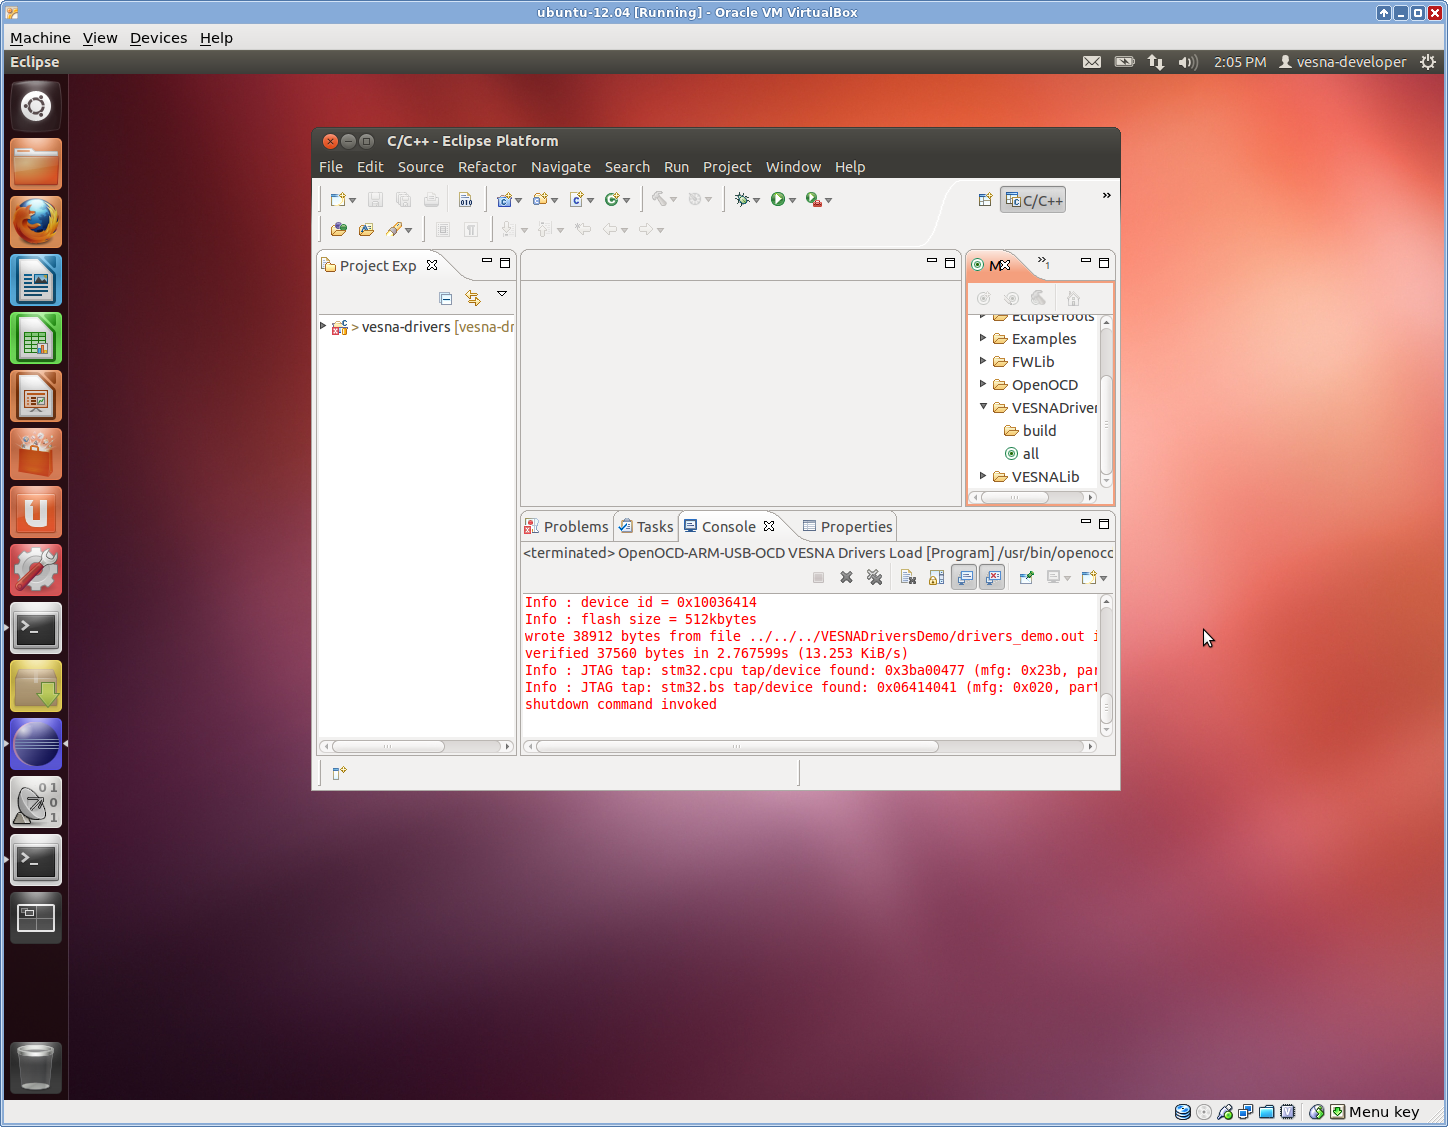 ubuntu-12.04 [Running] - Oracle VM VirtualBox
Machine View Devices Help
Eclipse 2:05 PM vesna-developer
C/C++ - Eclipse Platform
File Edit Source Refactor Navigate Search Run Project Window Help
C/C++
Project Exp
> vesna-drivers [vesna-dr
EclipseTools
Examples
FWLib
OpenOCD
VESNADriver
build
all
VESNALib
Problems Tasks Console Properties
<terminated> OpenOCD-ARM-USB-OCD VESNA Drivers Load [Program] /usr/bin/openocd
Info : device id = 0x10036414
Info : flash size = 512kbytes
wrote 38912 bytes from file ../../../VESNADriversDemo/drivers_demo.out i
verified 37560 bytes in 2.767599s (13.253 KiB/s)
Info : JTAG tap: stm32.cpu tap/device found: 0x3ba00477 (mfg: 0x23b, par
Info : JTAG tap: stm32.bs tap/device found: 0x06414041 (mfg: 0x020, part
shutdown command invoked
Menu key